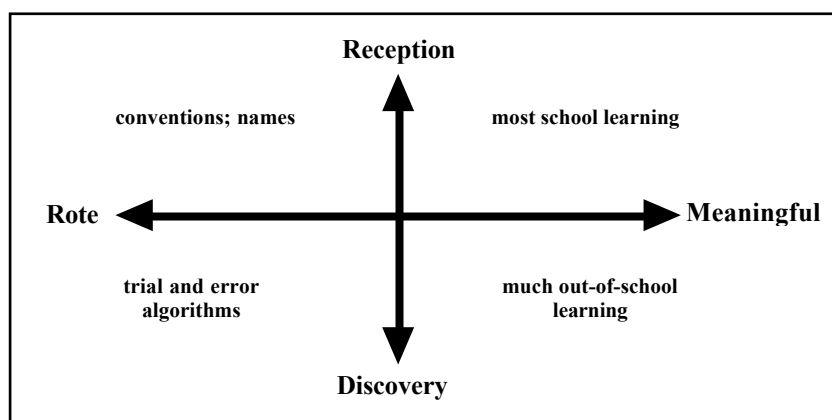 Reception
conventions; names
most school learning
Rote
Meaningful
trial and error
algorithms
much out-of-school
learning
Discovery